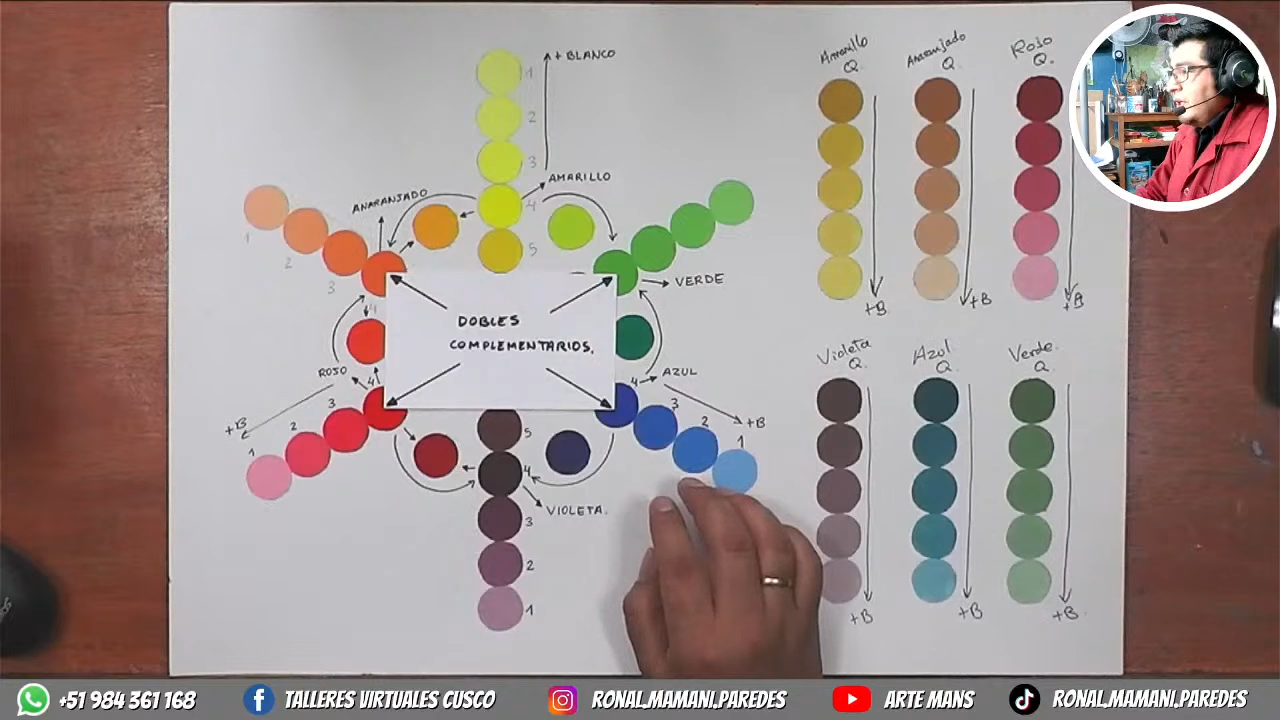 + BLANCO
1
2
3
AMARILLO
4
5
ANARANJADO
1
2
3
4
VERDE
DOBLES
COMPLEMENTARIOS.
ROJO
4
3
2
1
+B
AZUL
4
3
2
1
+B
5
4
3
2
1
VIOLETA.
Amarillo
Q.
+B
Anaranjado
Q.
+B
Rojo
Q.
+B
Violeta
Q.
+B
Azul
Q.
+B
Verde.
Q.
+B
+51 984 361 168
TALLERES VIRTUALES CUSCO
RONAL.MAMANI.PAREDES
ARTE MANS
RONAL.MAMANI.PAREDES